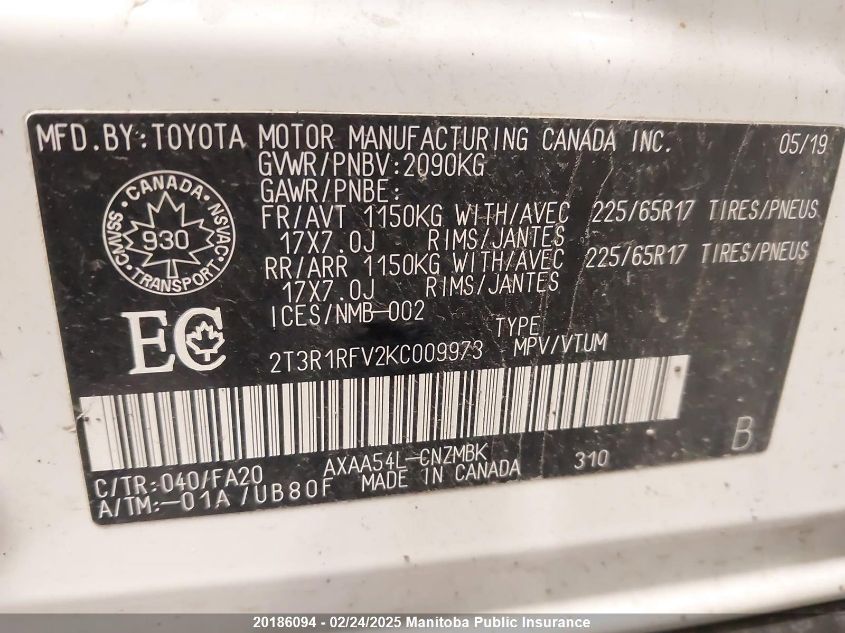 MFD.BY:TOYOTA MOTOR MANUFACTURING CANADA INC. 05/19
GVWR/PNBV:2090KG
GAWR/PNBE:
FR/AVT 1150KG WITH/AVEC 225/65R17 TIRES/PNEUS
17X7.0J RIMS/JANTES
RR/ARR 1150KG WITH/AVEC 225/65R17 TIRES/PNEUS
17X7.0J RIMS/JANTES
ICES/NMB-002
CANADA
CMVSS NSVAC
930
TRANSPORT
EC
TYPE
2T3R1RFV2KC009973 MPV/VTUM
B
C/TR:040/FA20 AXAA54L-CNZMBK 310
A/TM:-01A /UB80F MADE IN CANADA
20186094 - 02/24/2025 Manitoba Public Insurance